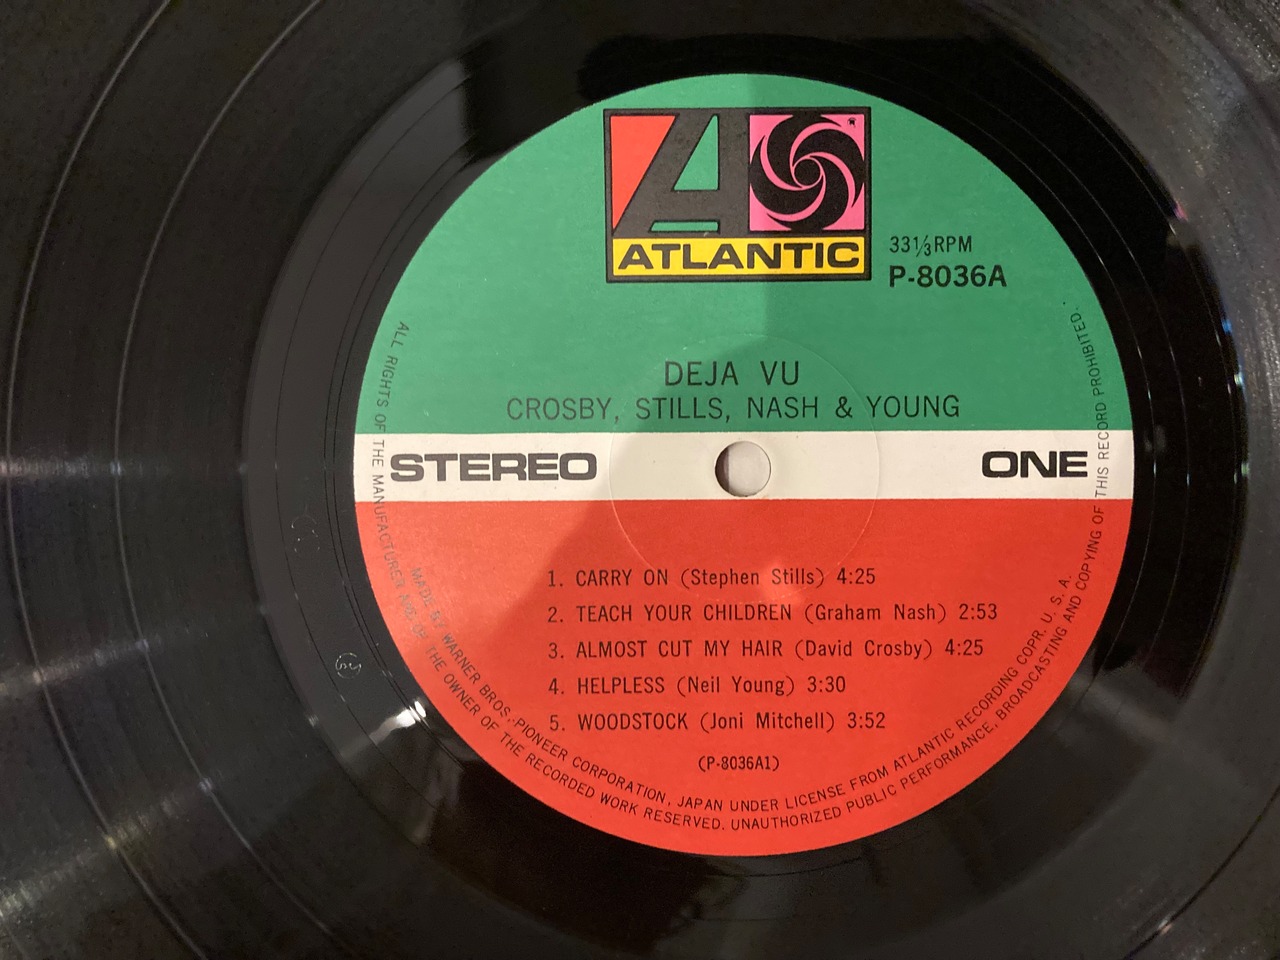 ATLANTIC
33⅓RPM
P-8036A
DEJA VU
CROSBY, STILLS, NASH & YOUNG
STEREO
ONE
1. CARRY ON (Stephen Stills) 4:25
2. TEACH YOUR CHILDREN (Graham Nash) 2:53
3. ALMOST CUT MY HAIR (David Crosby) 4:25
4. HELPLESS (Neil Young) 3:30
5. WOODSTOCK (Joni Mitchell) 3:52
(P-8036A1)
MADE BY WARNER BROS.-PIONEER CORPORATION, JAPAN UNDER LICENSE FROM ATLANTIC RECORDING COPR. U. S. A.
ALL RIGHTS OF THE MANUFACTURER AND OF THE OWNER OF THE RECORDED WORK RESERVED. UNAUTHORIZED PUBLIC PERFORMANCE, BROADCASTING AND COPYING OF THIS RECORD PROHIBITED.